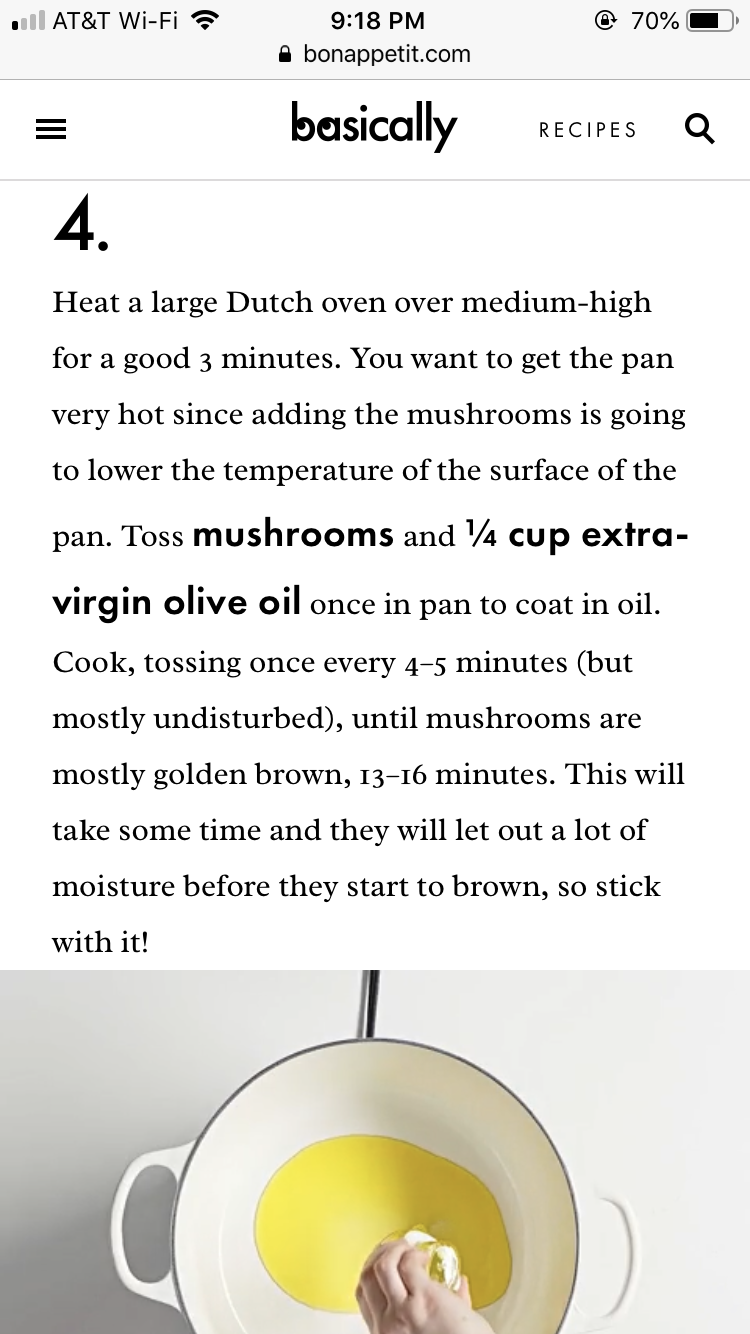 AT&T Wi-Fi 9:18 PM 70%
bonappetit.com
basically RECIPES
4.
Heat a large Dutch oven over medium-high
for a good 3 minutes. You want to get the pan
very hot since adding the mushrooms is going
to lower the temperature of the surface of the
pan. Toss mushrooms and ¼ cup extra-
virgin olive oil once in pan to coat in oil.
Cook, tossing once every 4–5 minutes (but
mostly undisturbed), until mushrooms are
mostly golden brown, 13–16 minutes. This will
take some time and they will let out a lot of
moisture before they start to brown, so stick
with it!